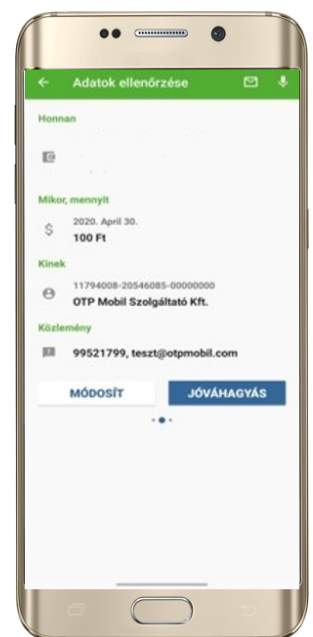 Adatok ellenőrzése
Honnan
Mikor, mennyit
2020. April 30.
100 Ft
Kinek
11794008-20546085-00000000
OTP Mobil Szolgáltató Kft.
Közlemény
99521799, teszt@otpmobil.com
MÓDOSÍT
JÓVÁHAGYÁS